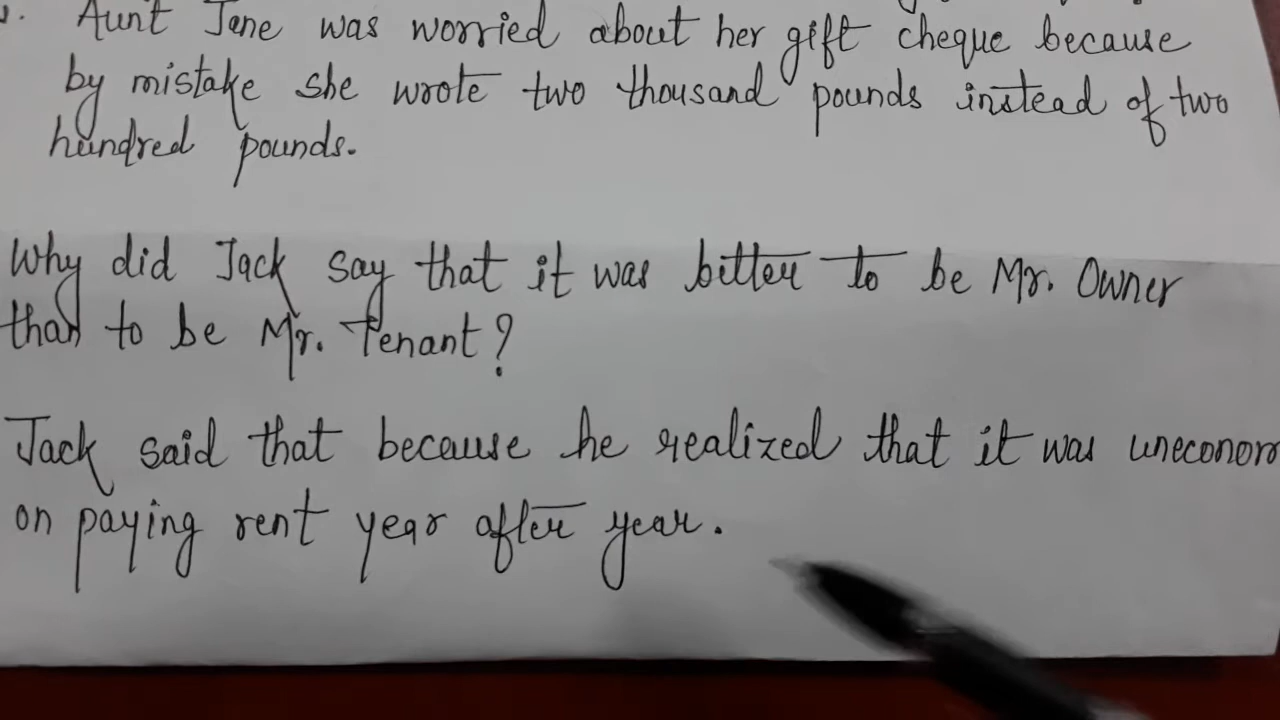 Aunt Jane was worried about her gift cheque because
by mistake she wrote two thousand pounds instead of two
hundred pounds.
Why did Jack say that it was better to be Mr. Owner
than to be Mr. Tenant?
Jack said that because he realized that it was
on paying rent year after year.